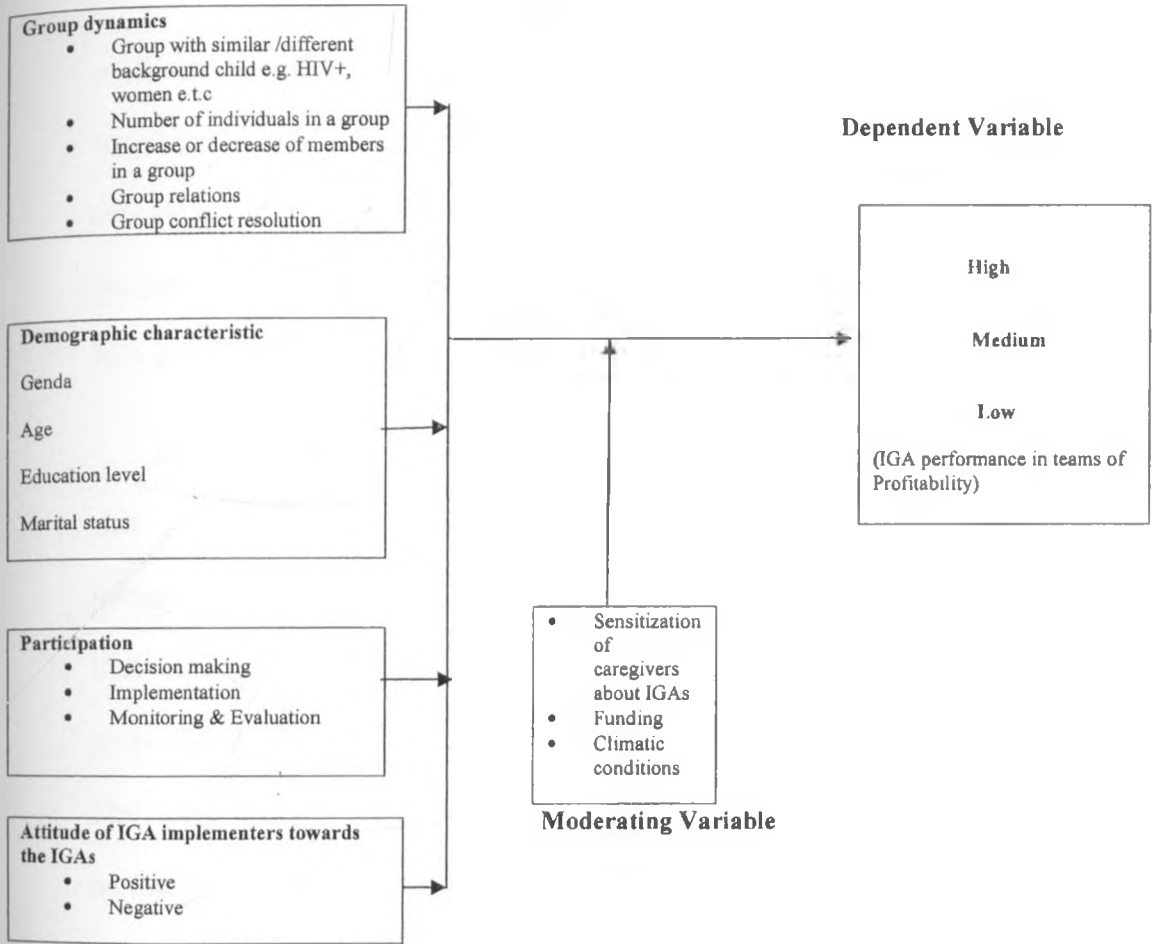 Group dynamics
• Group with similar /different
background child e.g. HIV+,
women e.t.c
• Number of individuals in a group
• Increase or decrease of members
in a group
• Group relations
• Group conflict resolution
Demographic characteristic
Genda
Age
Education level
Marital status
Participation
• Decision making
• Implementation
• Monitoring & Evaluation
Attitude of IGA implementers towards
the IGAs
• Positive
• Negative
• Sensitization
of
caregivers
about IGAs
• Funding
• Climatic
conditions
Moderating Variable
Dependent Variable
High
Medium
Low
(IGA performance in teams of
Profitability)